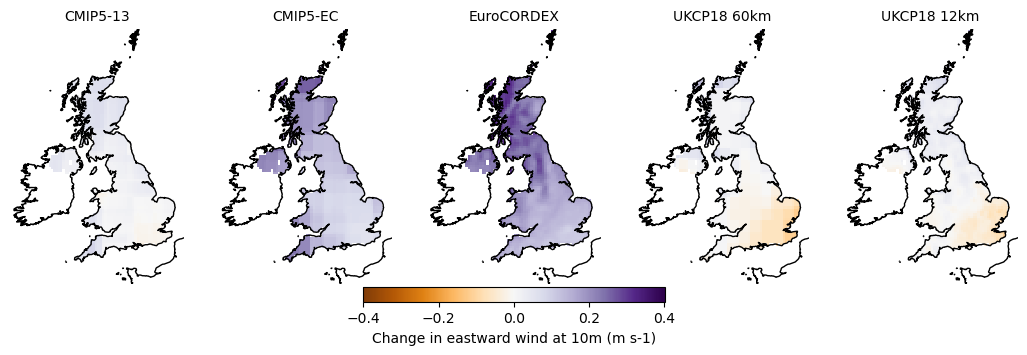 CMIP5-13 CMIP5-EC EuroCORDEX UKCP18 60km UKCP18 12km
−0.4 −0.2 0.0 0.2 0.4
Change in eastward wind at 10m (m s-1)